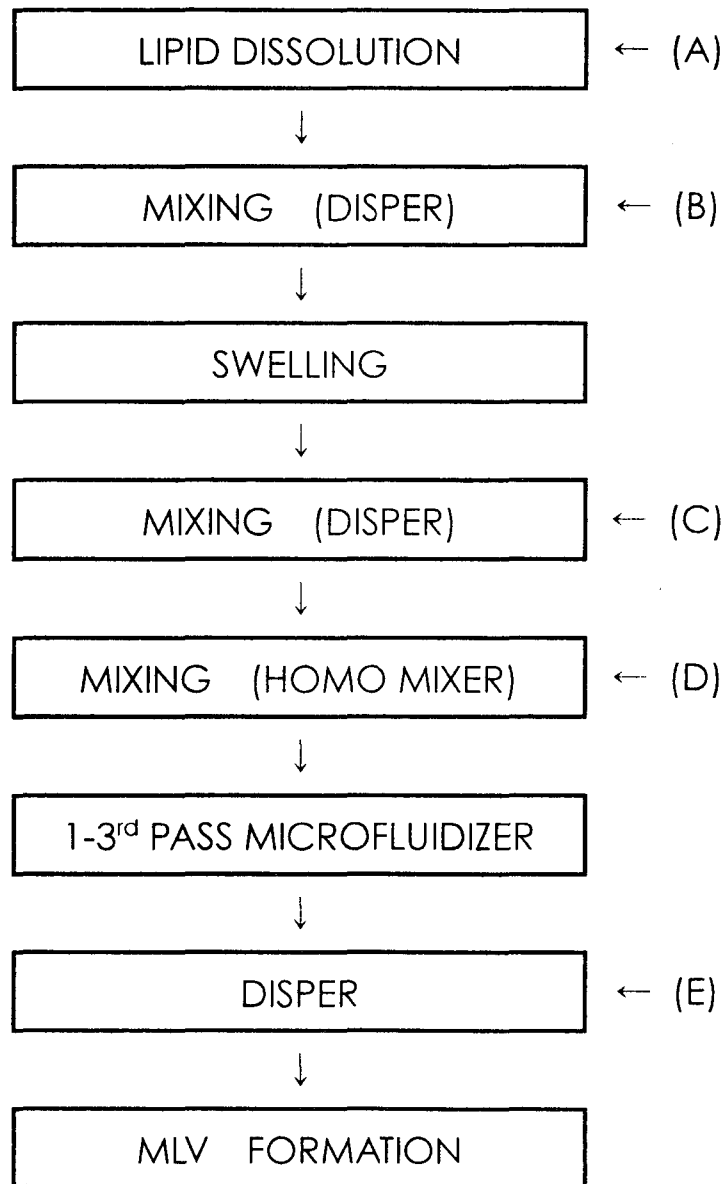 LIPID DISSOLUTION ← (A)
↓
MIXING (DISPER) ← (B)
↓
SWELLING
↓
MIXING (DISPER) ← (C)
↓
MIXING (HOMO MIXER) ← (D)
↓
1-3rd PASS MICROFLUIDIZER
↓
DISPER ← (E)
↓
MLV FORMATION